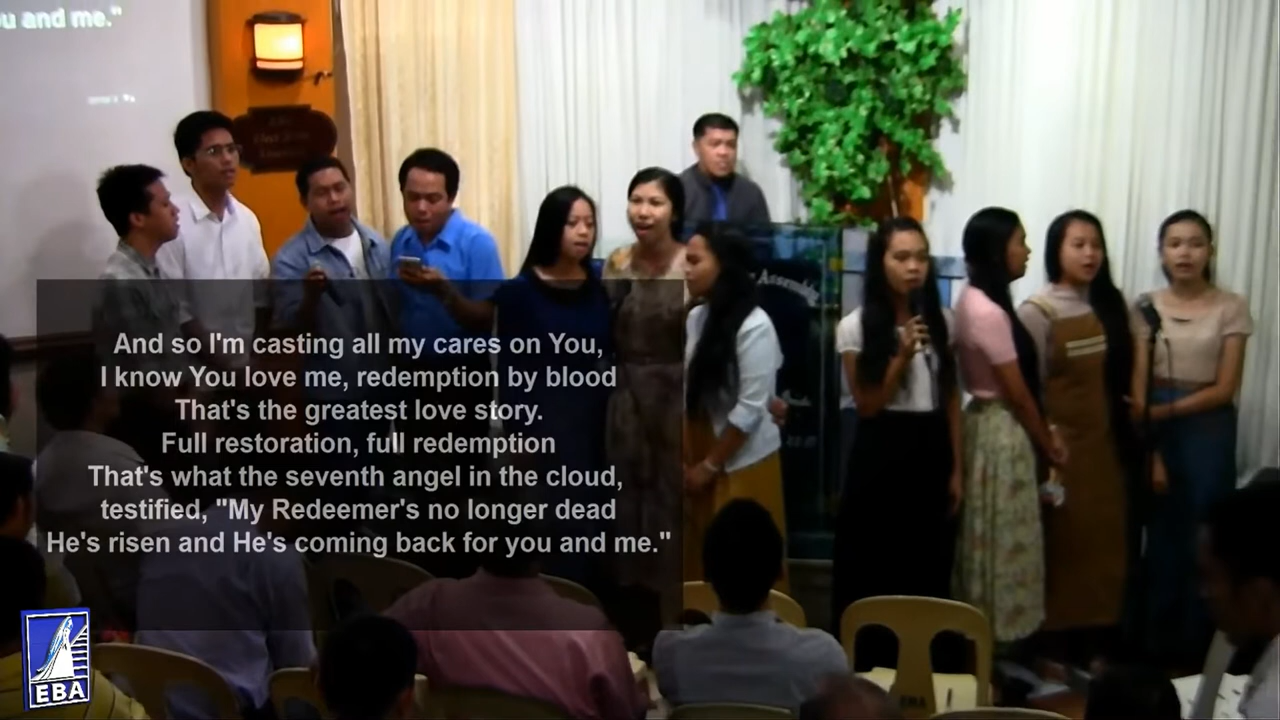 u and me."
Assembly
And so I'm casting all my cares on You,
I know You love me, redemption by blood
That's the greatest love story.
Full restoration, full redemption
That's what the seventh angel in the cloud,
testified, "My Redeemer's no longer dead
He's risen and He's coming back for you and me."
EBA